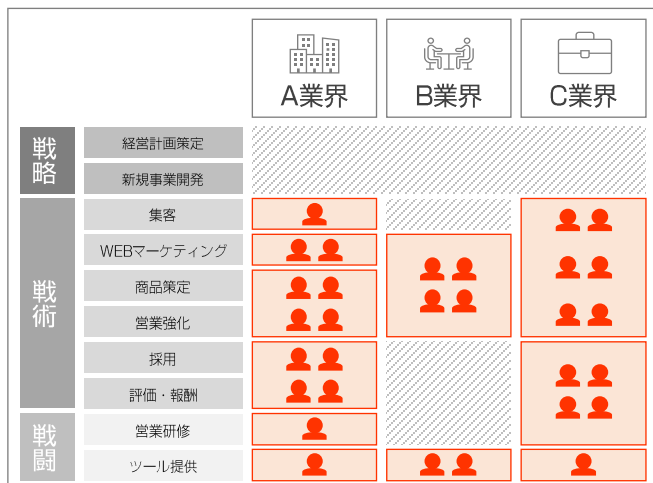 A業界
B業界
C業界
戦略
経営計画策定
新規事業開発
戦術
集客
WEBマーケティング
商品策定
営業強化
採用
評価・報酬
戦闘
営業研修
ツール提供